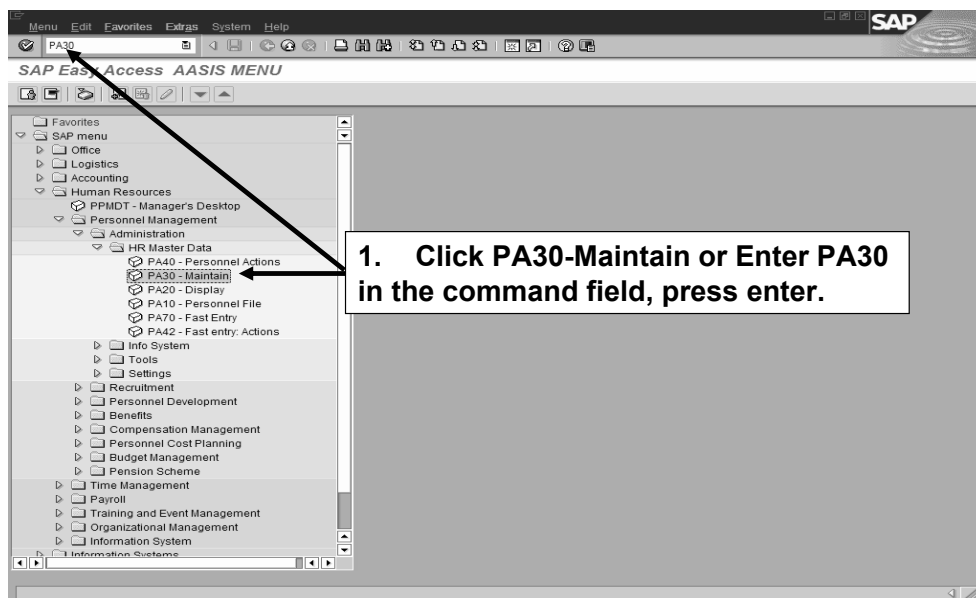 Menu Edit Favorites Extras System Help
SAP
PA30
SAP Easy Access AASIS MENU
Favorites
SAP menu
Office
Logistics
Accounting
Human Resources
PPMDT - Manager's Desktop
Personnel Management
Administration
HR Master Data
PA40 - Personnel Actions
PA30 - Maintain
PA20 - Display
PA10 - Personnel File
PA70 - Fast Entry
PA42 - Fast entry: Actions
Info System
Tools
Settings
Recruitment
Personnel Development
Benefits
Compensation Management
Personnel Cost Planning
Budget Management
Pension Scheme
Time Management
Payroll
Training and Event Management
Organizational Management
Information System
Information Systems
1. Click PA30-Maintain or Enter PA30
in the command field, press enter.